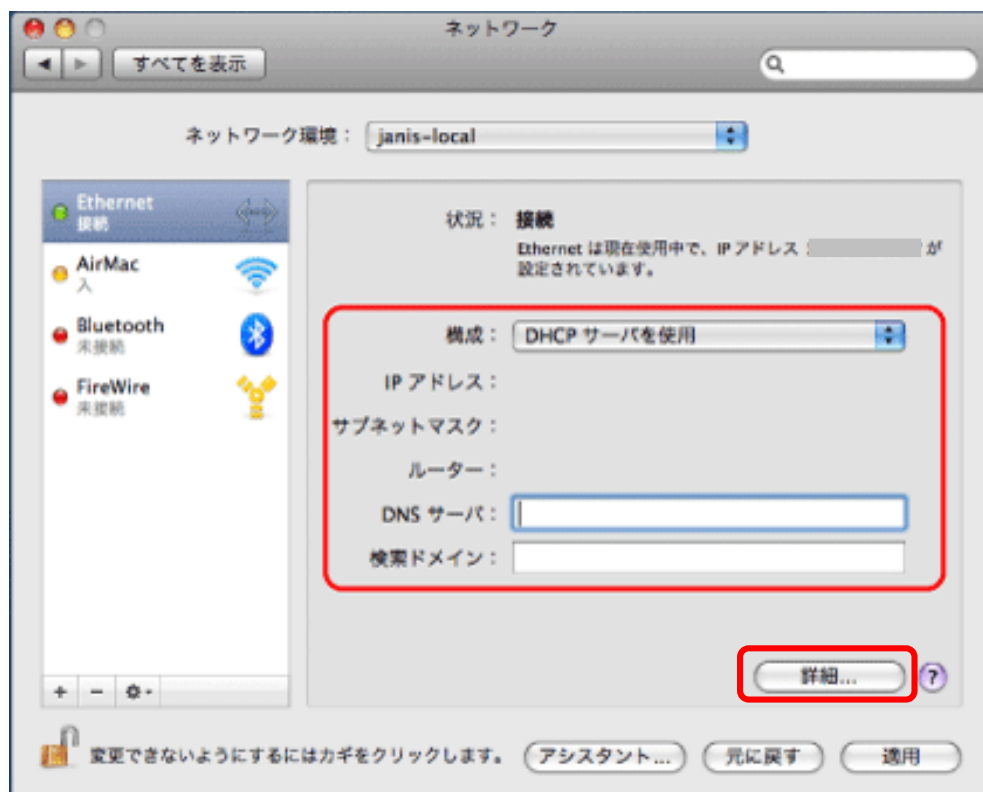 ネットワーク
すべてを表示
ネットワーク環境： janis-local
Ethernet
接続
AirMac
入
Bluetooth
未接続
FireWire
未接続
状況： 接続
Ethernet は現在使用中で、IP アドレス： が
設定されています。
構成： DHCP サーバを使用
IP アドレス：
サブネットマスク：
ルーター：
DNS サーバ：
検索ドメイン：
詳細... ?
変更できないようにするにはカギをクリックします。 アシスタント... 元に戻す 適用